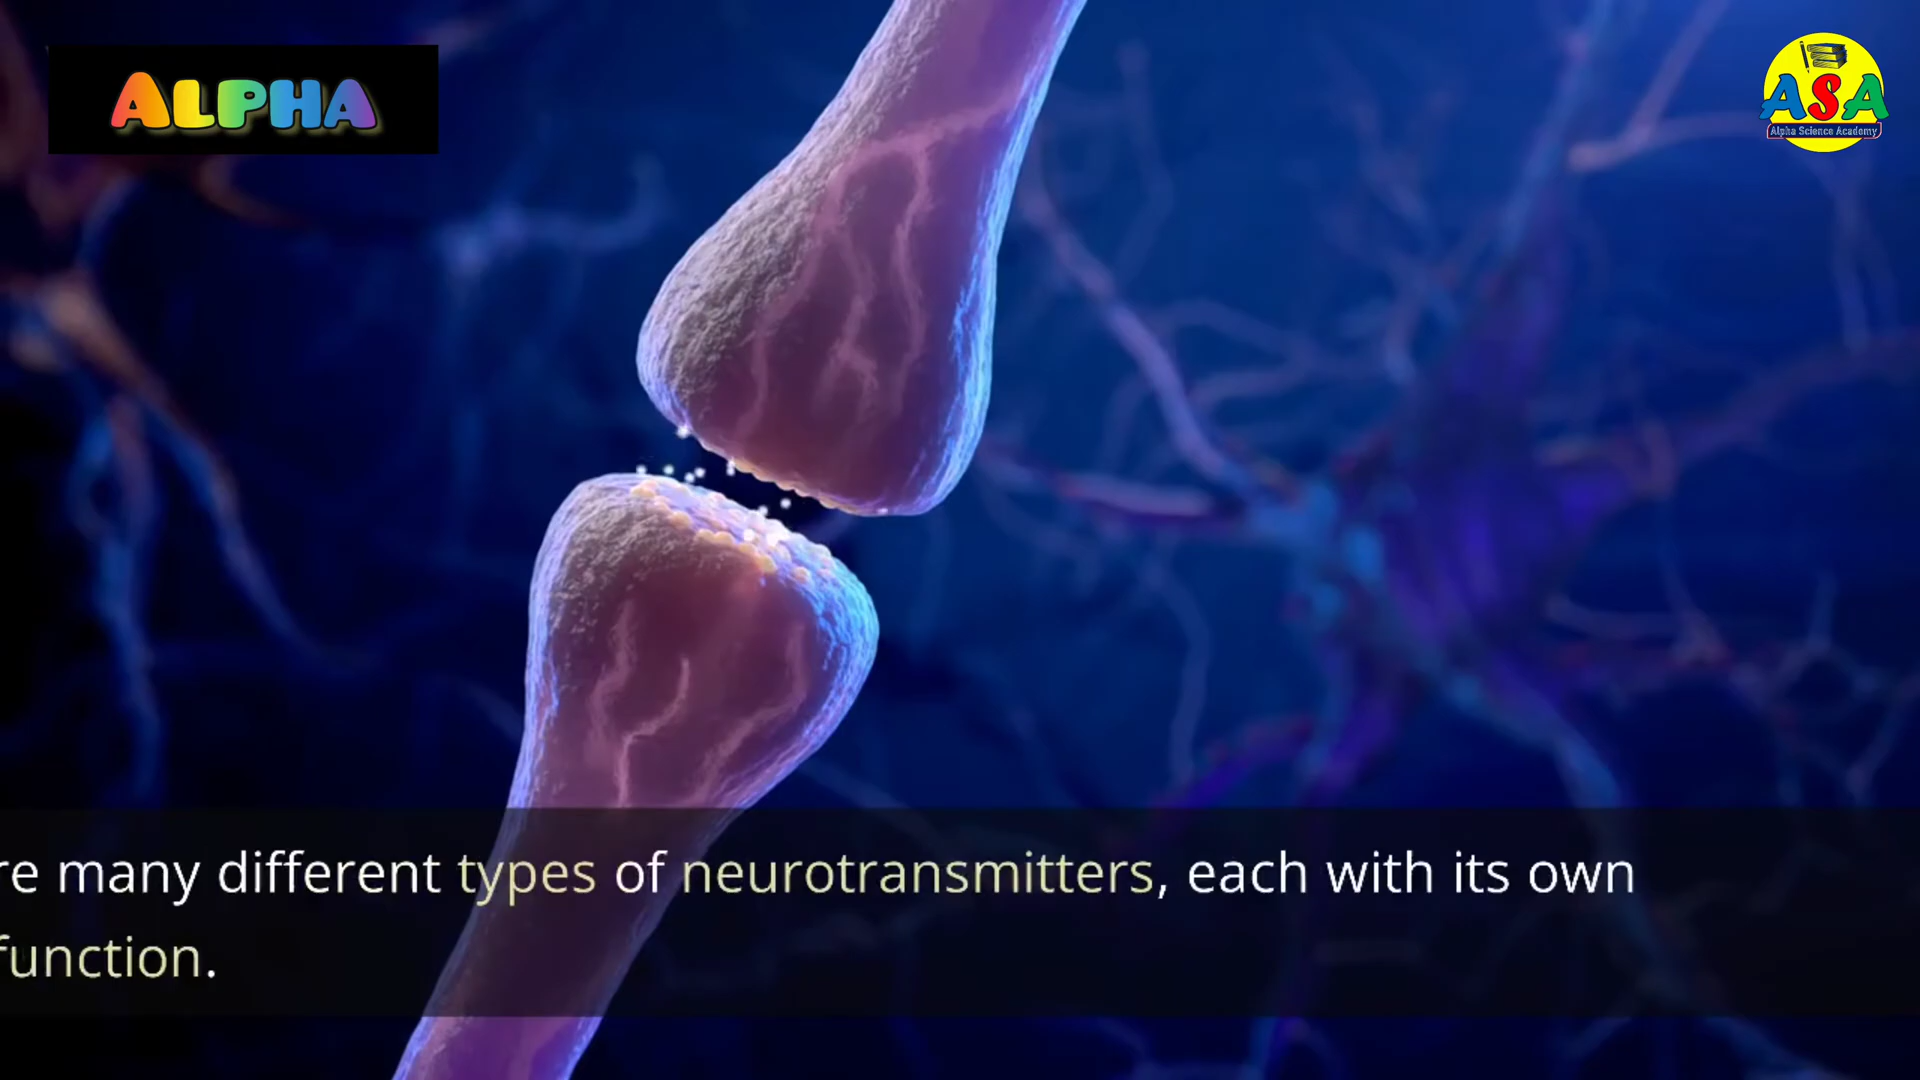 ALPHA
ASA
Alpha Science Academy
re many different types of neurotransmitters, each with its own
function.